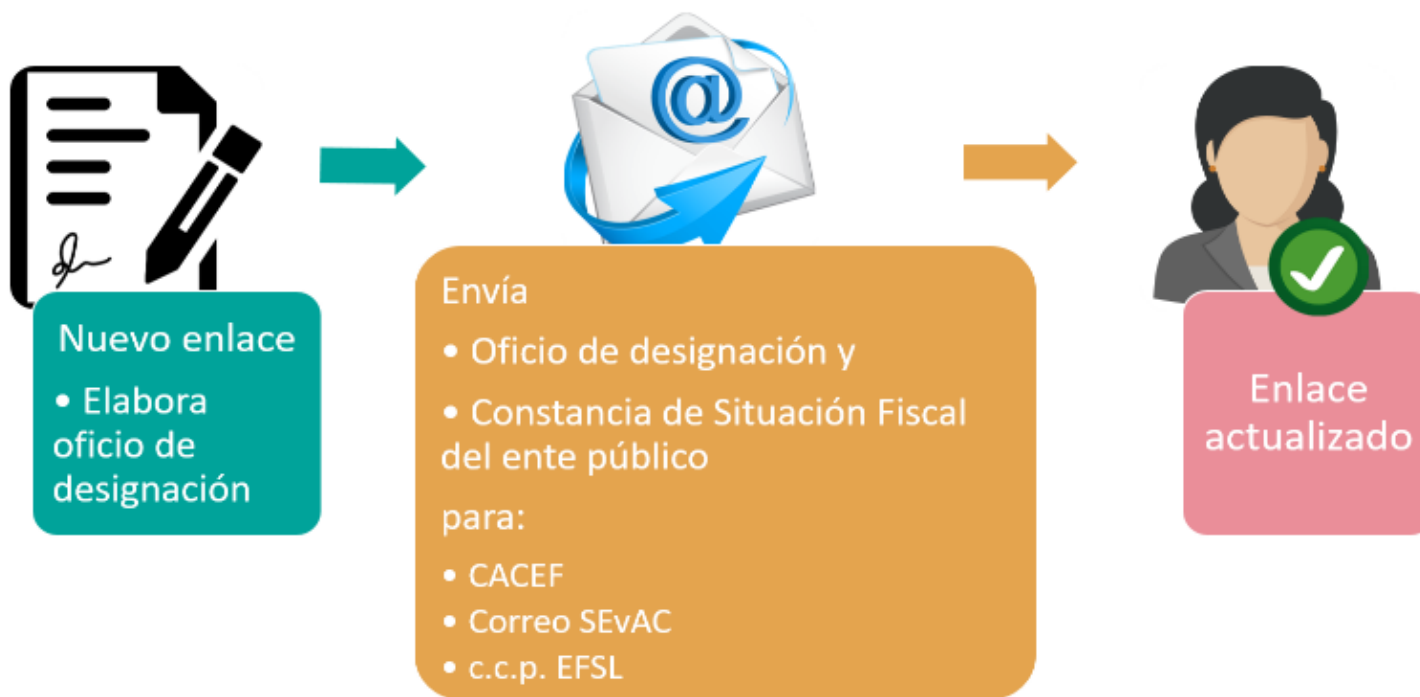 @
Nuevo enlace
• Elabora
oficio de
designación
Envía
• Oficio de designación y
• Constancia de Situación Fiscal
del ente público
para:
• CACEF
• Correo SEvAC
• c.c.p. EFSL
Enlace
actualizado